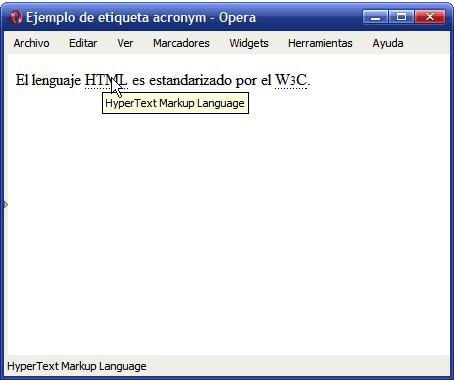 Ejemplo de etiqueta acronym - Opera
Archivo Editar Ver Marcadores Widgets Herramientas Ayuda
El lenguaje HTML es estandarizado por el W3C.
HyperText Markup Language
HyperText Markup Language